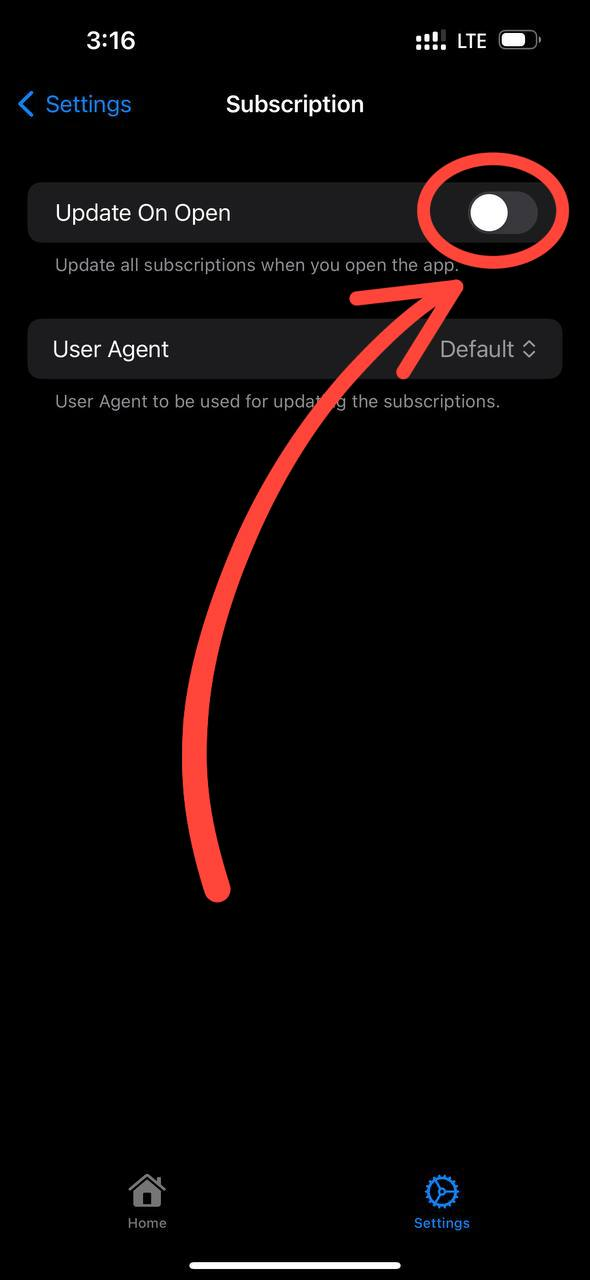 3:16
LTE
Settings
Subscription
Update On Open
Update all subscriptions when you open the app.
User Agent
Default
User Agent to be used for updating the subscriptions.
Home
Settings